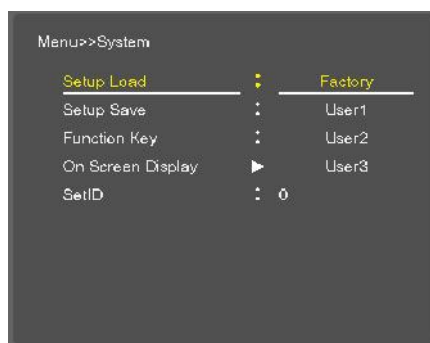 Menu>>System
Setup Load : Factory
Setup Save : User1
Function Key : User2
On Screen Display ▶ User3
SetID : 0